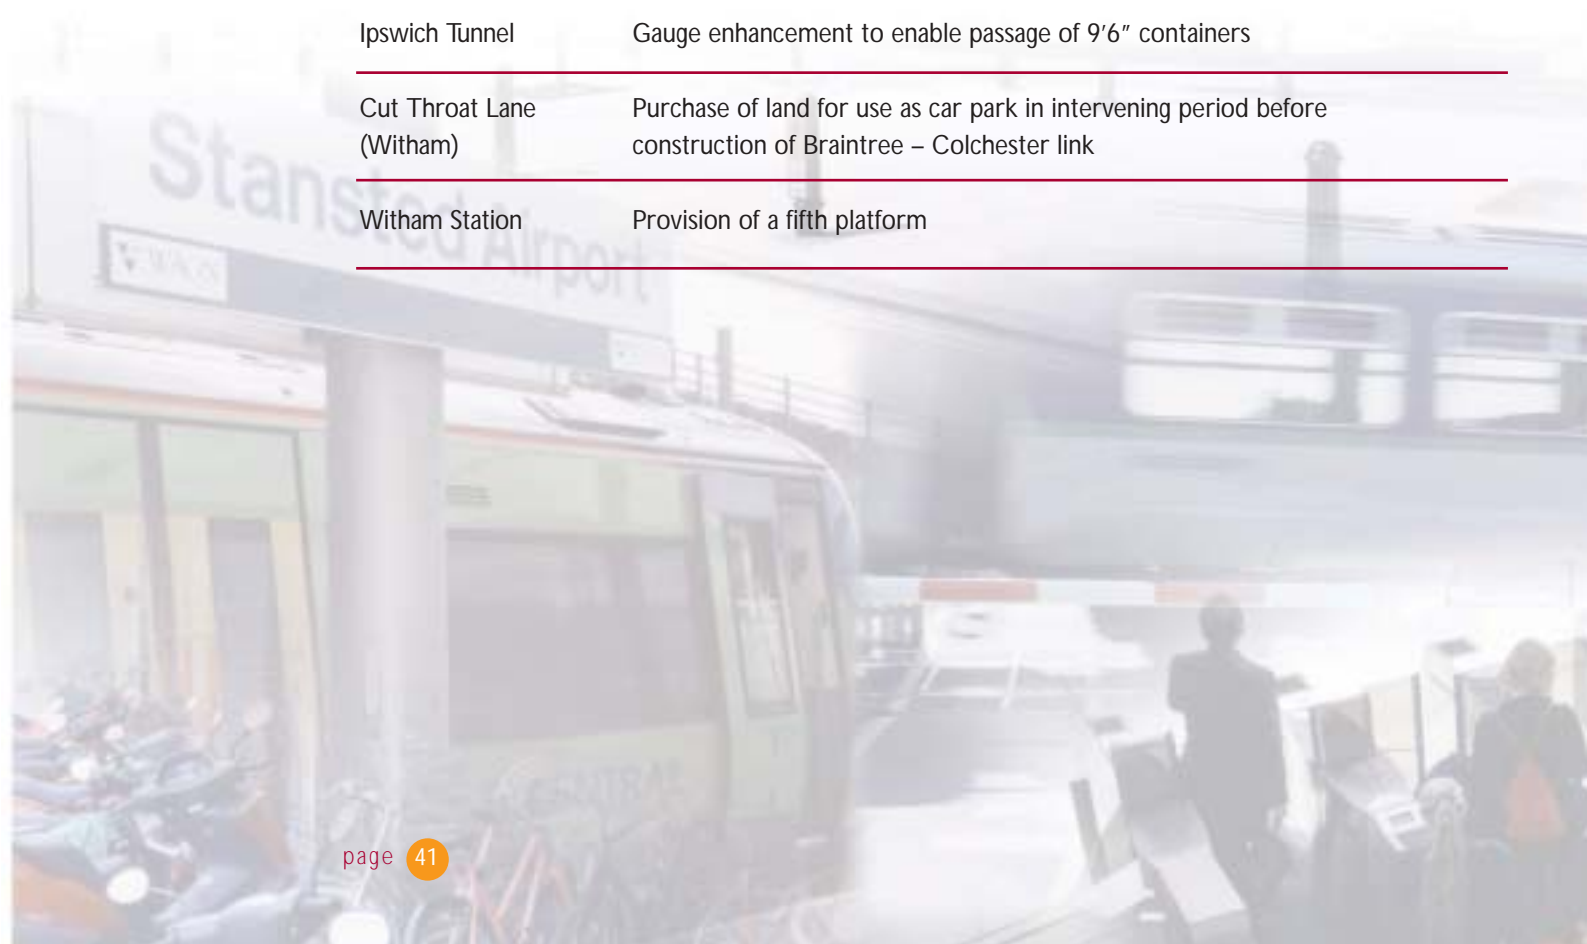 Ipswich Tunnel Gauge enhancement to enable passage of 9′6″ containers
Cut Throat Lane Purchase of land for use as car park in intervening period before
(Witham) construction of Braintree – Colchester link
Witham Station Provision of a fifth platform
Stansted Airport
WAGN
CENTRAL
page 41